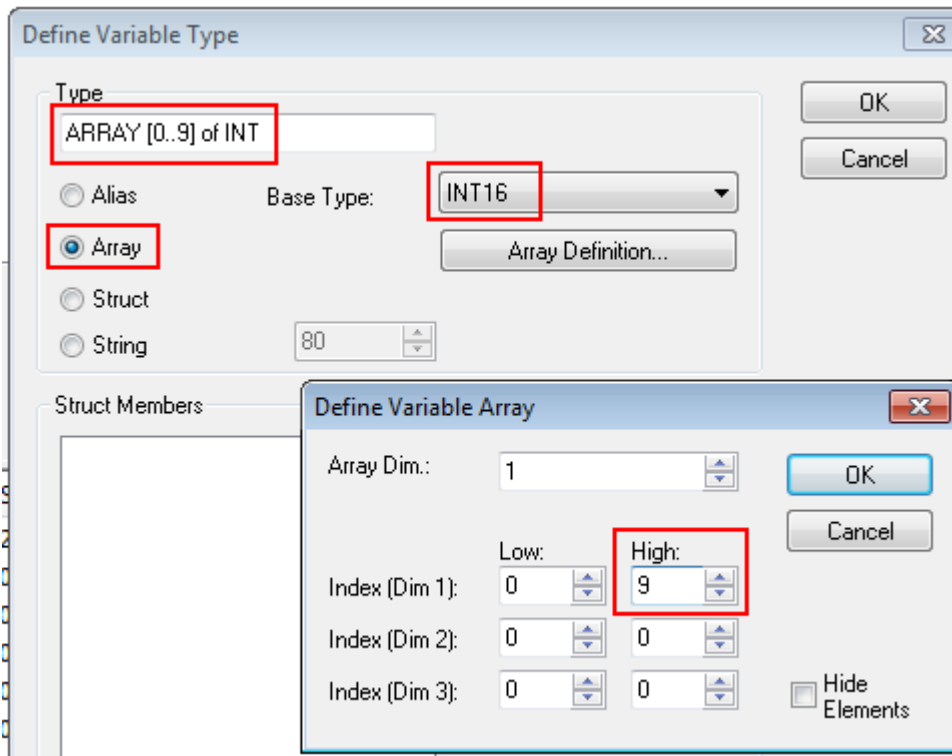 Define Variable Type
Type
ARRAY [0..9] of INT
OK
Cancel
Alias
Base Type:
INT16
Array
Array Definition...
Struct
String
80
Struct Members
Define Variable Array
Array Dim.:
1
OK
Cancel
Low:
High:
Index (Dim 1):
0
9
Index (Dim 2):
0
0
Index (Dim 3):
0
0
Hide
Elements